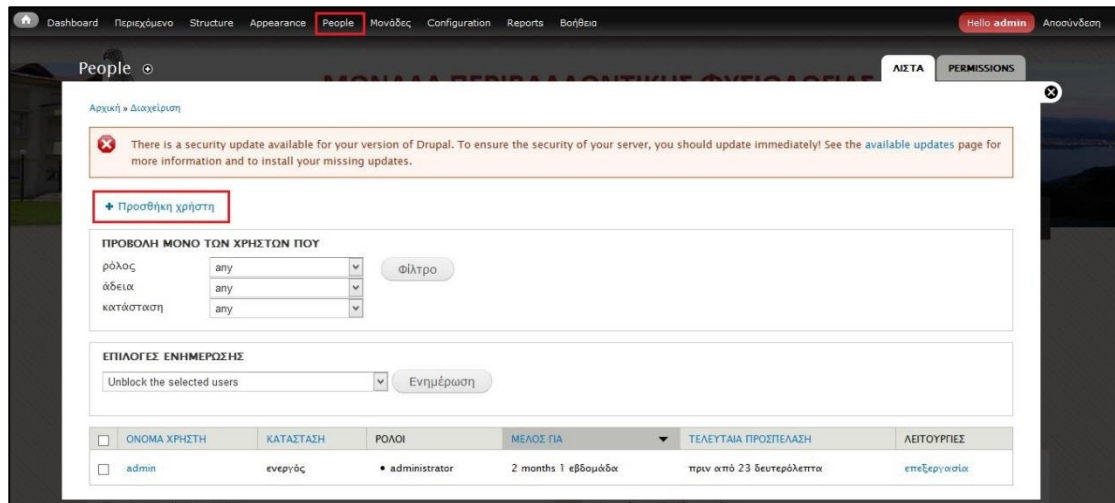 Dashboard Περιεχόμενο Structure Appearance People Μονάδες Configuration Reports Βοήθεια Hello admin Αποσύνδεση
People ΛΙΣΤΑ PERMISSIONS
ΜΟΝΑΔΑ ΠΕΡΙΒΑΛΛΟΝΤΙΚΗΣ ΦΥΣΙΟΛΟΓΙΑΣ
Αρχική » Διαχείριση
There is a security update available for your version of Drupal. To ensure the security of your server, you should update immediately! See the available updates page for
more information and to install your missing updates.
+ Προσθήκη χρήστη
ΠΡΟΒΟΛΗ ΜΟΝΟ ΤΩΝ ΧΡΗΣΤΩΝ ΠΟΥ
ρόλος any Φίλτρο
άδεια any
κατάσταση any
ΕΠΙΛΟΓΕΣ ΕΝΗΜΕΡΩΣΗΣ
Unblock the selected users Ενημέρωση
ΟΝΟΜΑ ΧΡΗΣΤΗ ΚΑΤΑΣΤΑΣΗ ΡΟΛΟΙ ΜΕΛΟΣ ΓΙΑ ΤΕΛΕΥΤΑΙΑ ΠΡΟΣΠΕΛΑΣΗ ΛΕΙΤΟΥΡΓΙΕΣ
admin ενεργός • administrator 2 months 1 εβδομάδα πριν από 23 δευτερόλεπτα επεξεργασία